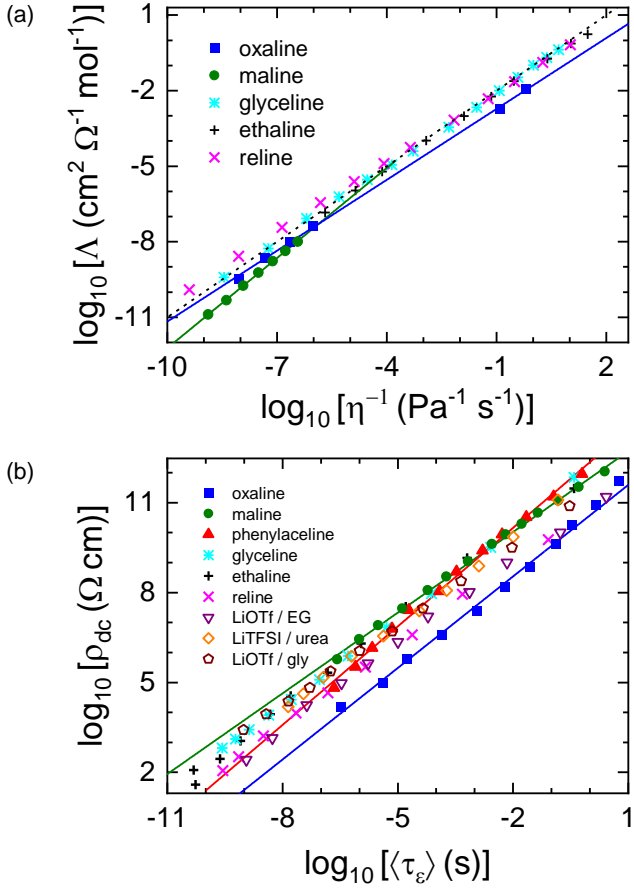 (a)
1
-2
-5
-8
-11
log₁₀ [Λ (cm² Ω⁻¹ mol⁻¹)]
oxaline
maline
glyceline
ethaline
reline
-10 -7 -4 -1 2
log₁₀ [η⁻¹ (Pa⁻¹ s⁻¹)]
(b)
11
8
5
2
log₁₀ [ρdc (Ω cm)]
oxaline
maline
phenylaceline
glyceline
ethaline
reline
LiOTf / EG
LiTFSI / urea
LiOTf / gly
-11 -8 -5 -2 1
log₁₀ [⟨τε⟩ (s)]